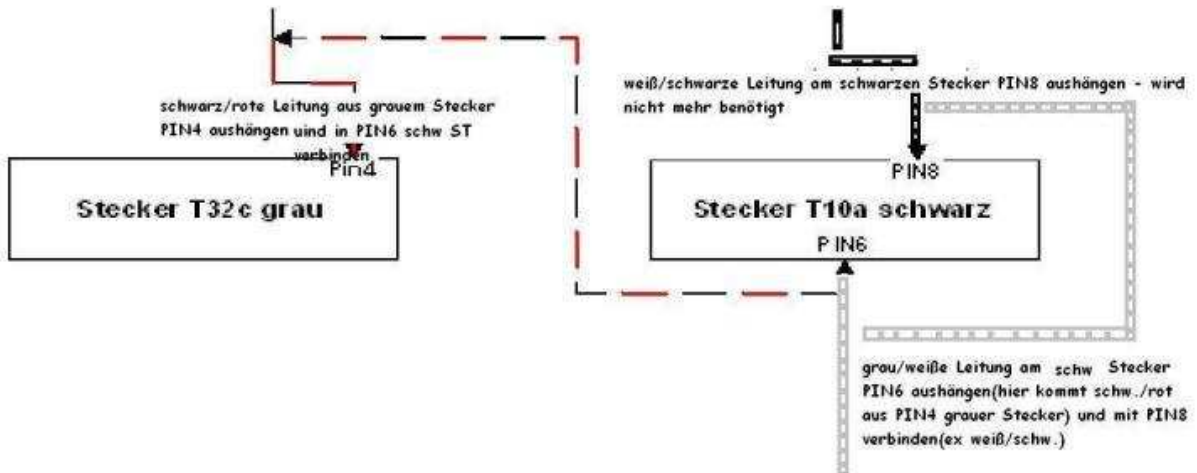 weiß/schwarze Leitung am schwarzen Stecker PIN8 aushängen - wird
nicht mehr benötigt
schwarz/rote Leitung aus grauem Stecker
PIN4 aushängen uind in PIN6 schw ST
verbinden
Pin4
Stecker T32c grau
PIN8
Stecker T10a schwarz
PIN6
grau/weiße Leitung am schw Stecker
PIN6 aushängen(hier kommt schw./rot
aus PIN4 grauer Stecker) und mit PIN8
verbinden(ex weiß/schw.)